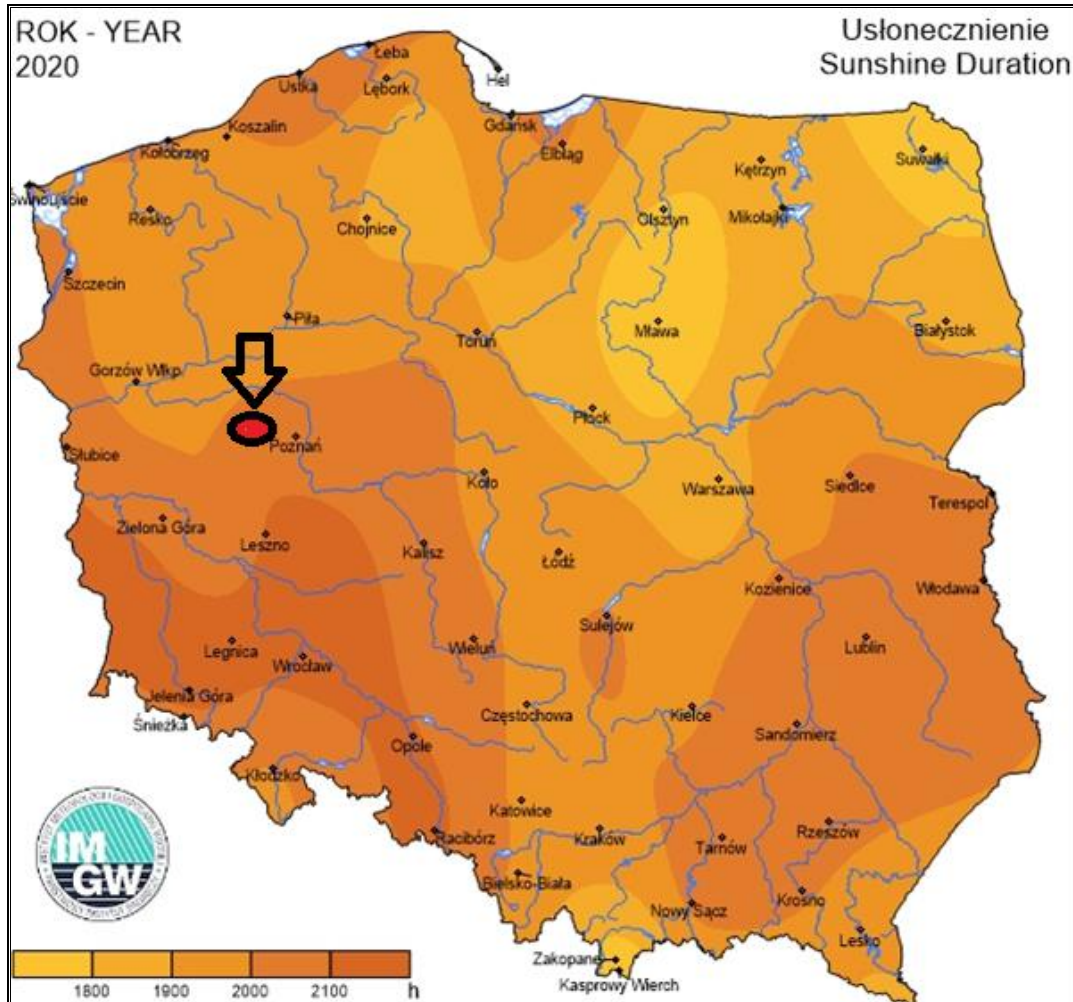 ROK - YEAR
2020
Usłonecznienie
Sunshine Duration
Łeba
Ustka
Lębork
Hel
Koszalin
Gdańsk
Kołobrzeg
Elbląg
Suwałki
Kętrzyn
Świnoujście
Resko
Chojnice
Olsztyn
Mikołajki
Szczecin
Piła
Toruń
Mława
Białystok
Gorzów Wlkp.
Płock
Słubice
Poznań
Koło
Warszawa
Siedlce
Terespol
Zielona Góra
Leszno
Kalisz
Łódź
Kozienice
Włodawa
Sulejów
Legnica
Wrocław
Wieluń
Lublin
Jelenia Góra
Śnieżka
Częstochowa
Kielce
Sandomierz
Opole
Kłodzko
Katowice
Racibórz
Kraków
Tarnów
Rzeszów
Bielsko-Biała
Nowy Sącz
Krosno
Lesko
Zakopane
Kasprowy Wierch
IM
GW
1800 1900 2000 2100 h